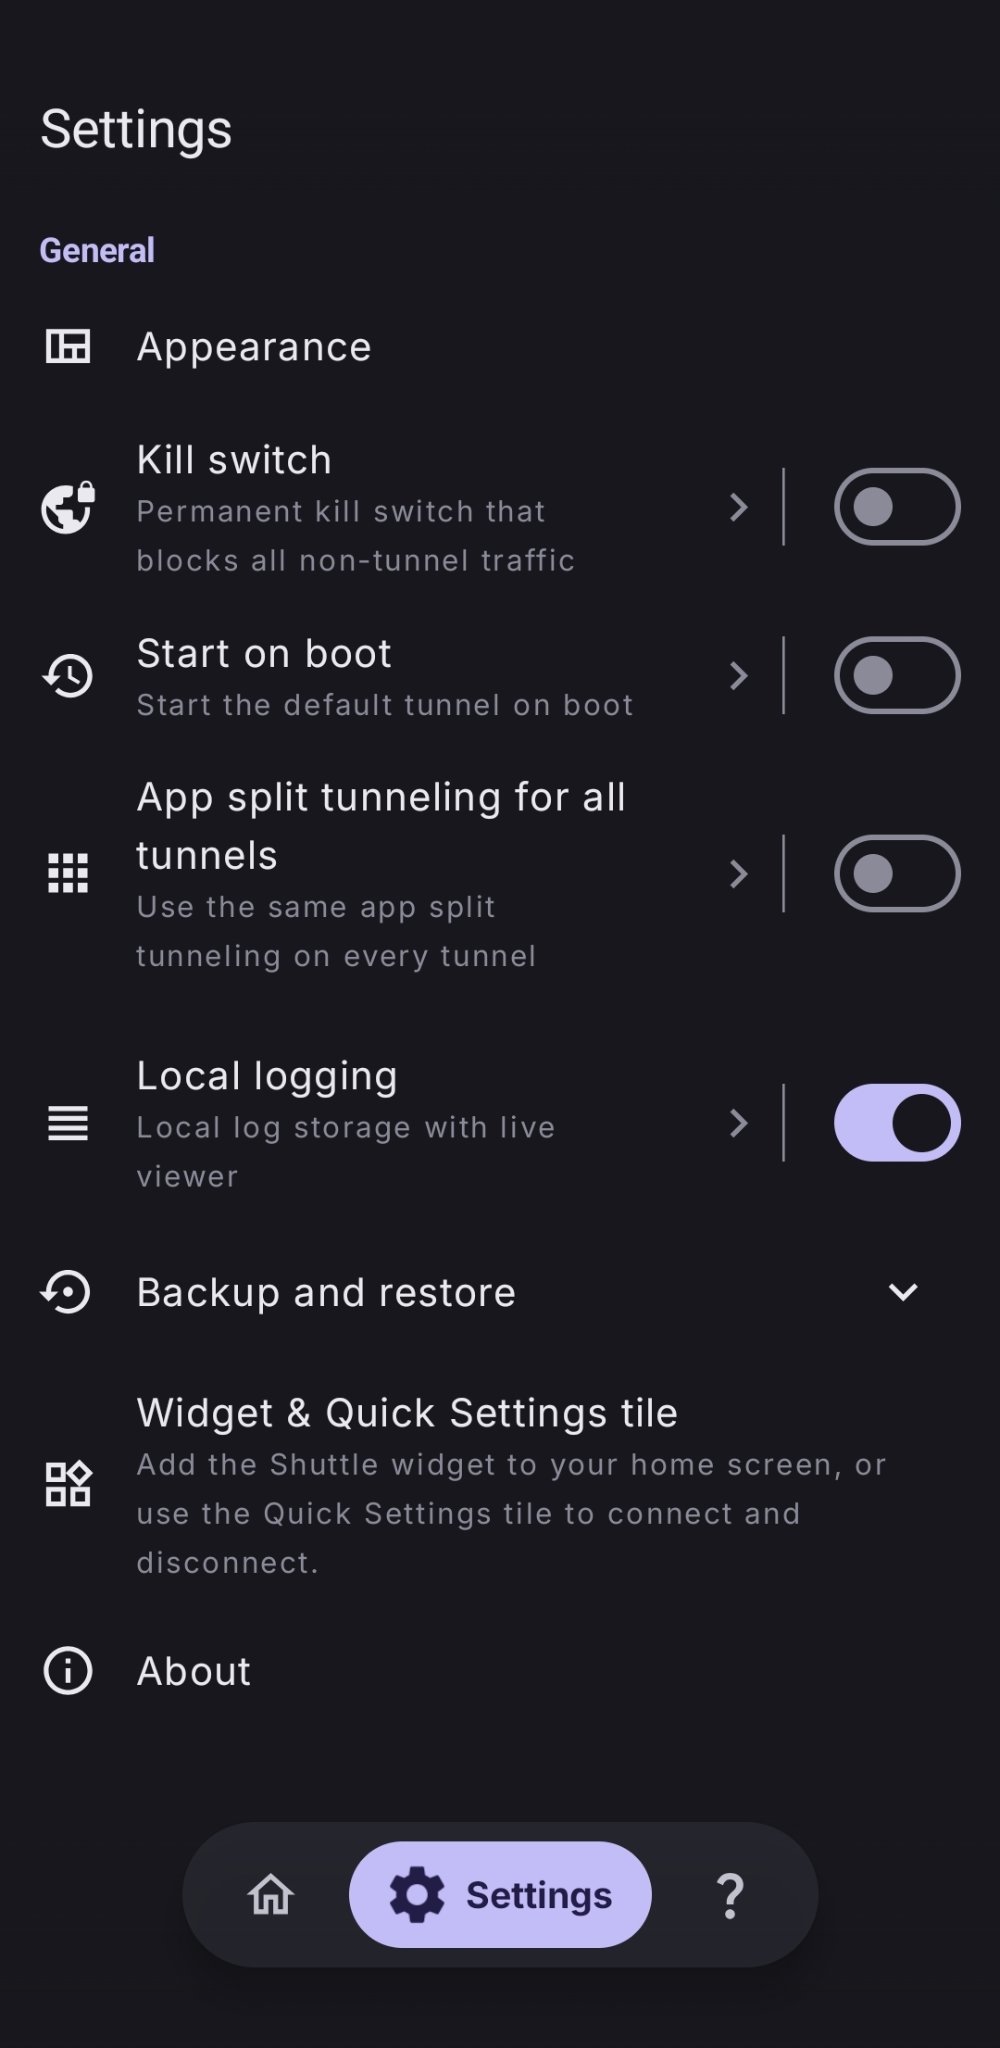 Settings
General
Appearance
Kill switch
Permanent kill switch that
blocks all non-tunnel traffic
Start on boot
Start the default tunnel on boot
App split tunneling for all
tunnels
Use the same app split
tunneling on every tunnel
Local logging
Local log storage with live
viewer
Backup and restore
Widget & Quick Settings tile
Add the Shuttle widget to your home screen, or
use the Quick Settings tile to connect and
disconnect.
About
Settings